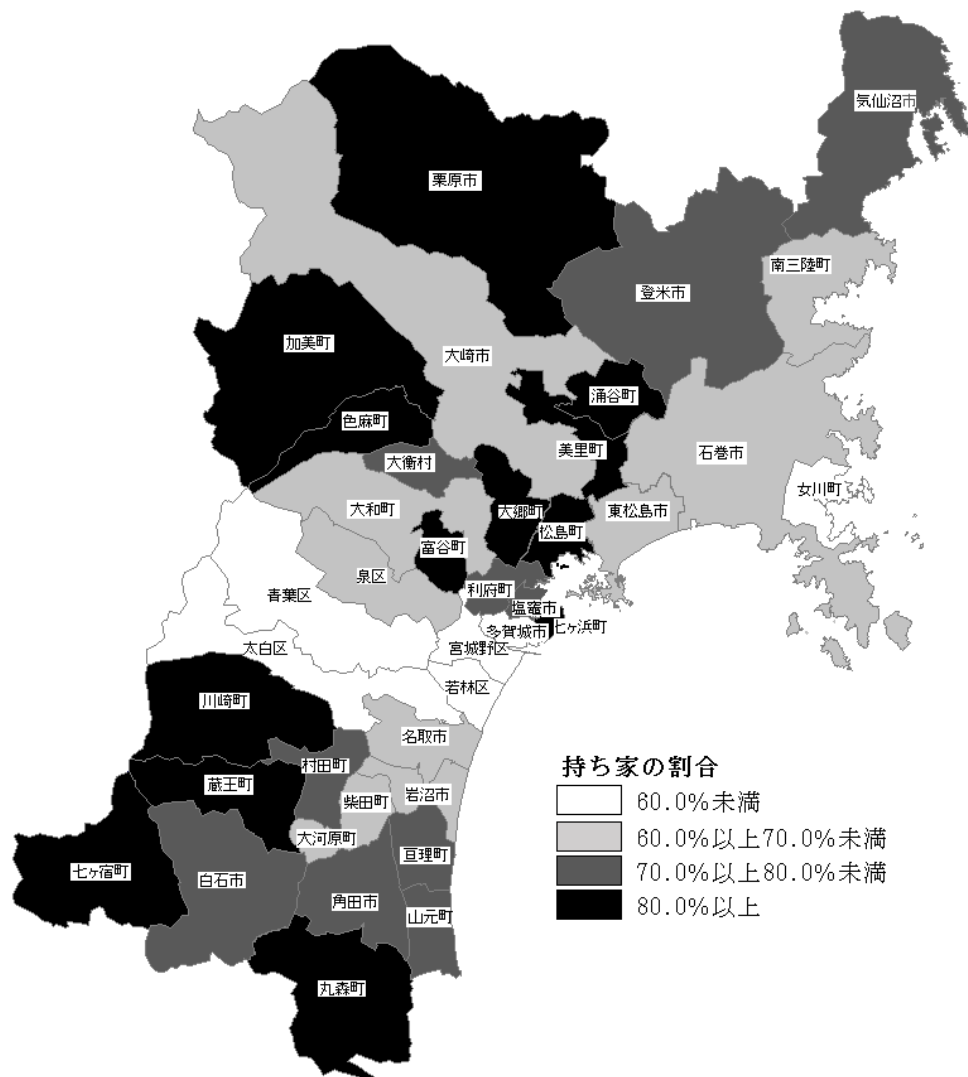 気仙沼市
栗原市
南三陸町
登米市
加美町
大崎市
涌谷町
色麻町
美里町
石巻市
大衡村
女川町
大和町
大郷町
東松島市
松島町
富谷町
泉区
利府町
青葉区
塩竈市
多賀城市
七ヶ浜町
太白区
宮城野区
若林区
川崎町
名取市
村田町
蔵王町
柴田町
岩沼市
大河原町
亘理町
七ヶ宿町
白石市
角田市
山元町
丸森町
持ち家の割合
60.0%未満
60.0%以上70.0%未満
70.0%以上80.0%未満
80.0%以上